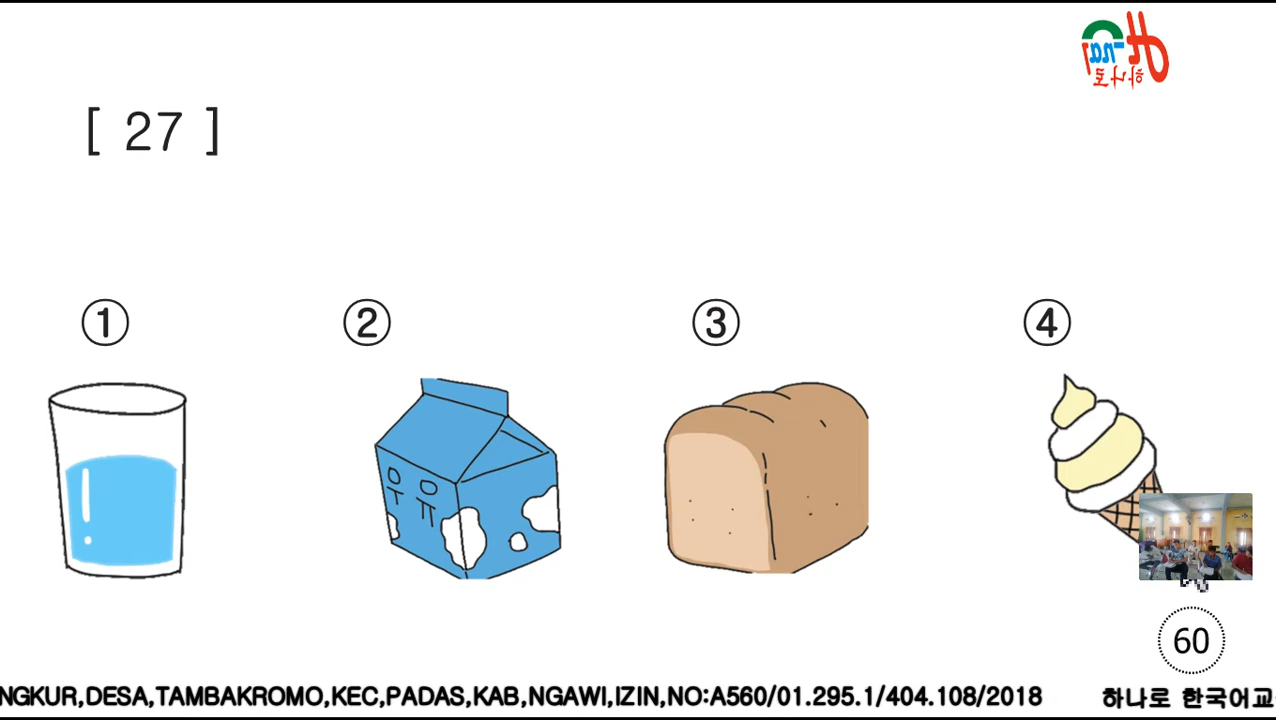 [ 27 ]
① ② ③ ④
우유
60
NGKUR,DESA,TAMBAKROMO,KEC,PADAS,KAB,NGAWI,IZIN,NO:A560/01.295.1/404.108/2018 하나로 한국어교